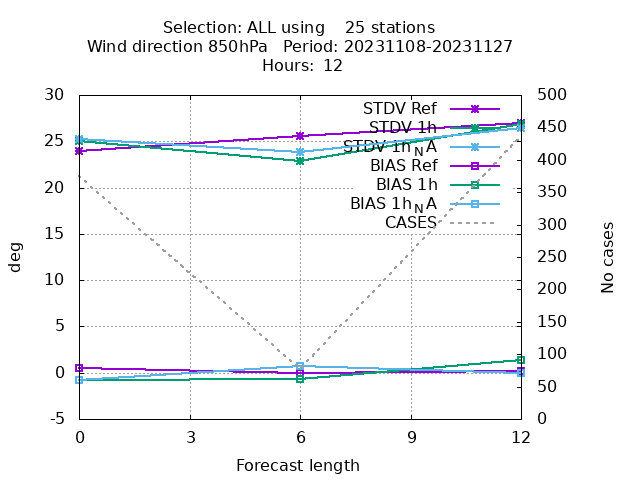 Selection: ALL using    25 stations
Wind direction 850hPa   Period: 20231108-20231127
Hours:  12
STDV Ref
STDV 1h
STDV 1h_NA
BIAS Ref
BIAS 1h
BIAS 1h_NA
CASES
30
25
20
15
10
5
0
-5
deg
500
450
400
350
300
250
200
150
100
50
0
No cases
0 3 6 9 12
Forecast length